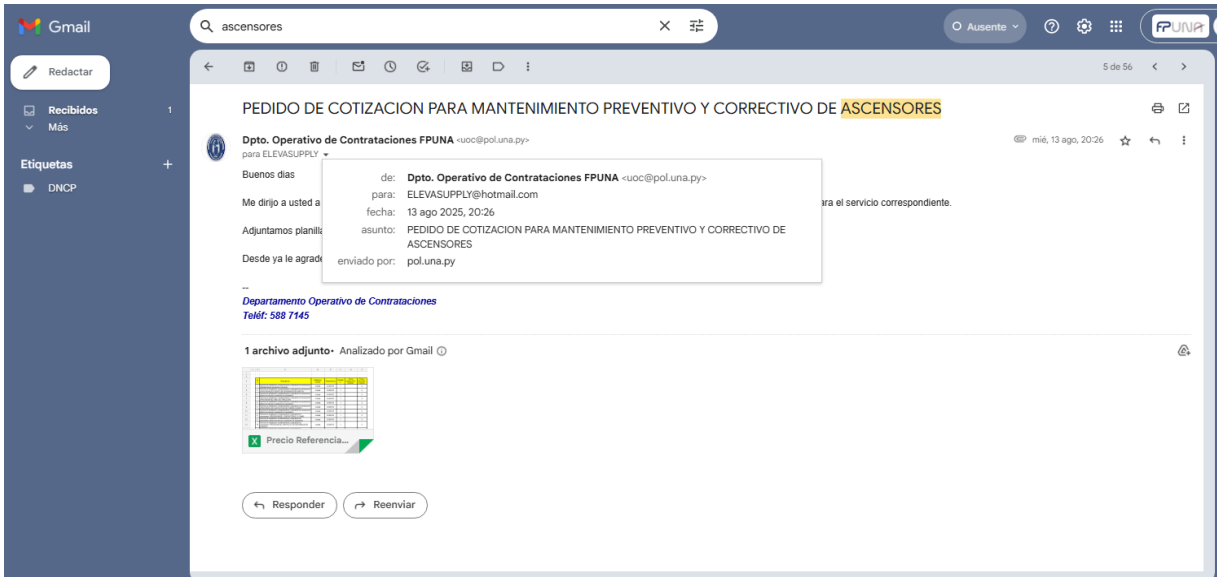 Gmail
ascensores
Ausente
FPUNA
Redactar
5 de 56
Recibidos 1
Más
Etiquetas
DNCP
PEDIDO DE COTIZACION PARA MANTENIMIENTO PREVENTIVO Y CORRECTIVO DE ASCENSORES
Dpto. Operativo de Contrataciones FPUNA <uoc@pol.una.py>
mié, 13 ago, 20:26
para ELEVASUPPLY
Buenos dias
de: Dpto. Operativo de Contrataciones FPUNA <uoc@pol.una.py>
para: ELEVASUPPLY@hotmail.com
Me dirijo a usted a
ara el servicio correspondiente.
fecha: 13 ago 2025, 20:26
Adjuntamos planilla
asunto: PEDIDO DE COTIZACION PARA MANTENIMIENTO PREVENTIVO Y CORRECTIVO DE
ASCENSORES
Desde ya le agrade
enviado por: pol.una.py
--
Departamento Operativo de Contrataciones
Teléf: 588 7145
1 archivo adjunto • Analizado por Gmail
Precio Referencia...
Responder
Reenviar